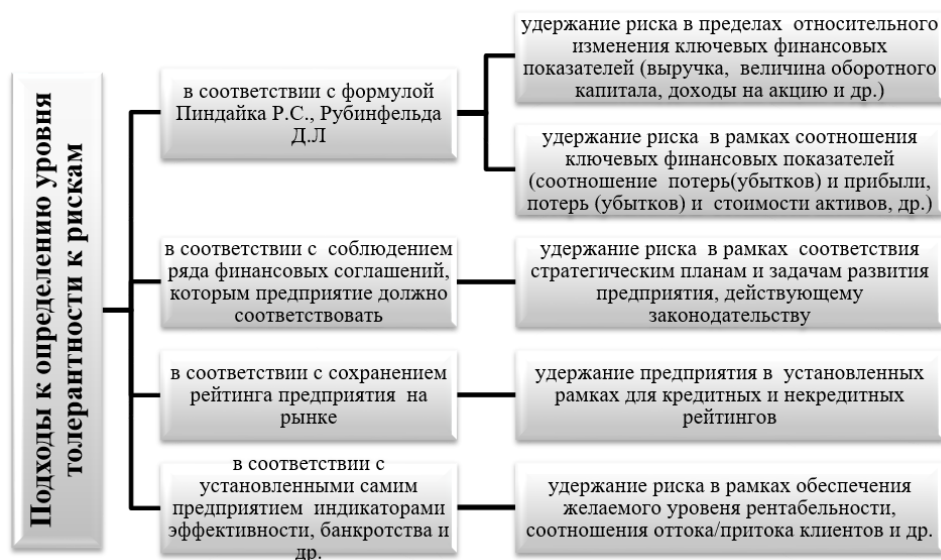 Подходы к определению уровня
толерантности к рискам
в соответствии с формулой
Пиндайка Р.С., Рубинфельда
Д.Л
удержание риска в пределах относительного
изменения ключевых финансовых
показателей (выручка, величина оборотного
капитала, доходы на акцию и др.)
удержание риска в рамках соотношения
ключевых финансовых показателей
(соотношение потерь(убытков) и прибыли,
потерь (убытков) и стоимости активов, др.)
в соответствии с соблюдением
ряда финансовых соглашений,
которым предприятие должно
соответствовать
удержание риска в рамках соответствия
стратегическим планам и задачам развития
предприятия, действующему
законодательству
в соответствии с сохранением
рейтинга предприятия на
рынке
удержание предприятия в установленных
рамках для кредитных и некредитных
рейтингов
в соответствии с
установленными самим
предприятием индикаторами
эффективности, банкротства и
др.
удержание риска в рамках обеспечения
желаемого уровеня рентабельности,
соотношения оттока/притока клиентов и др.